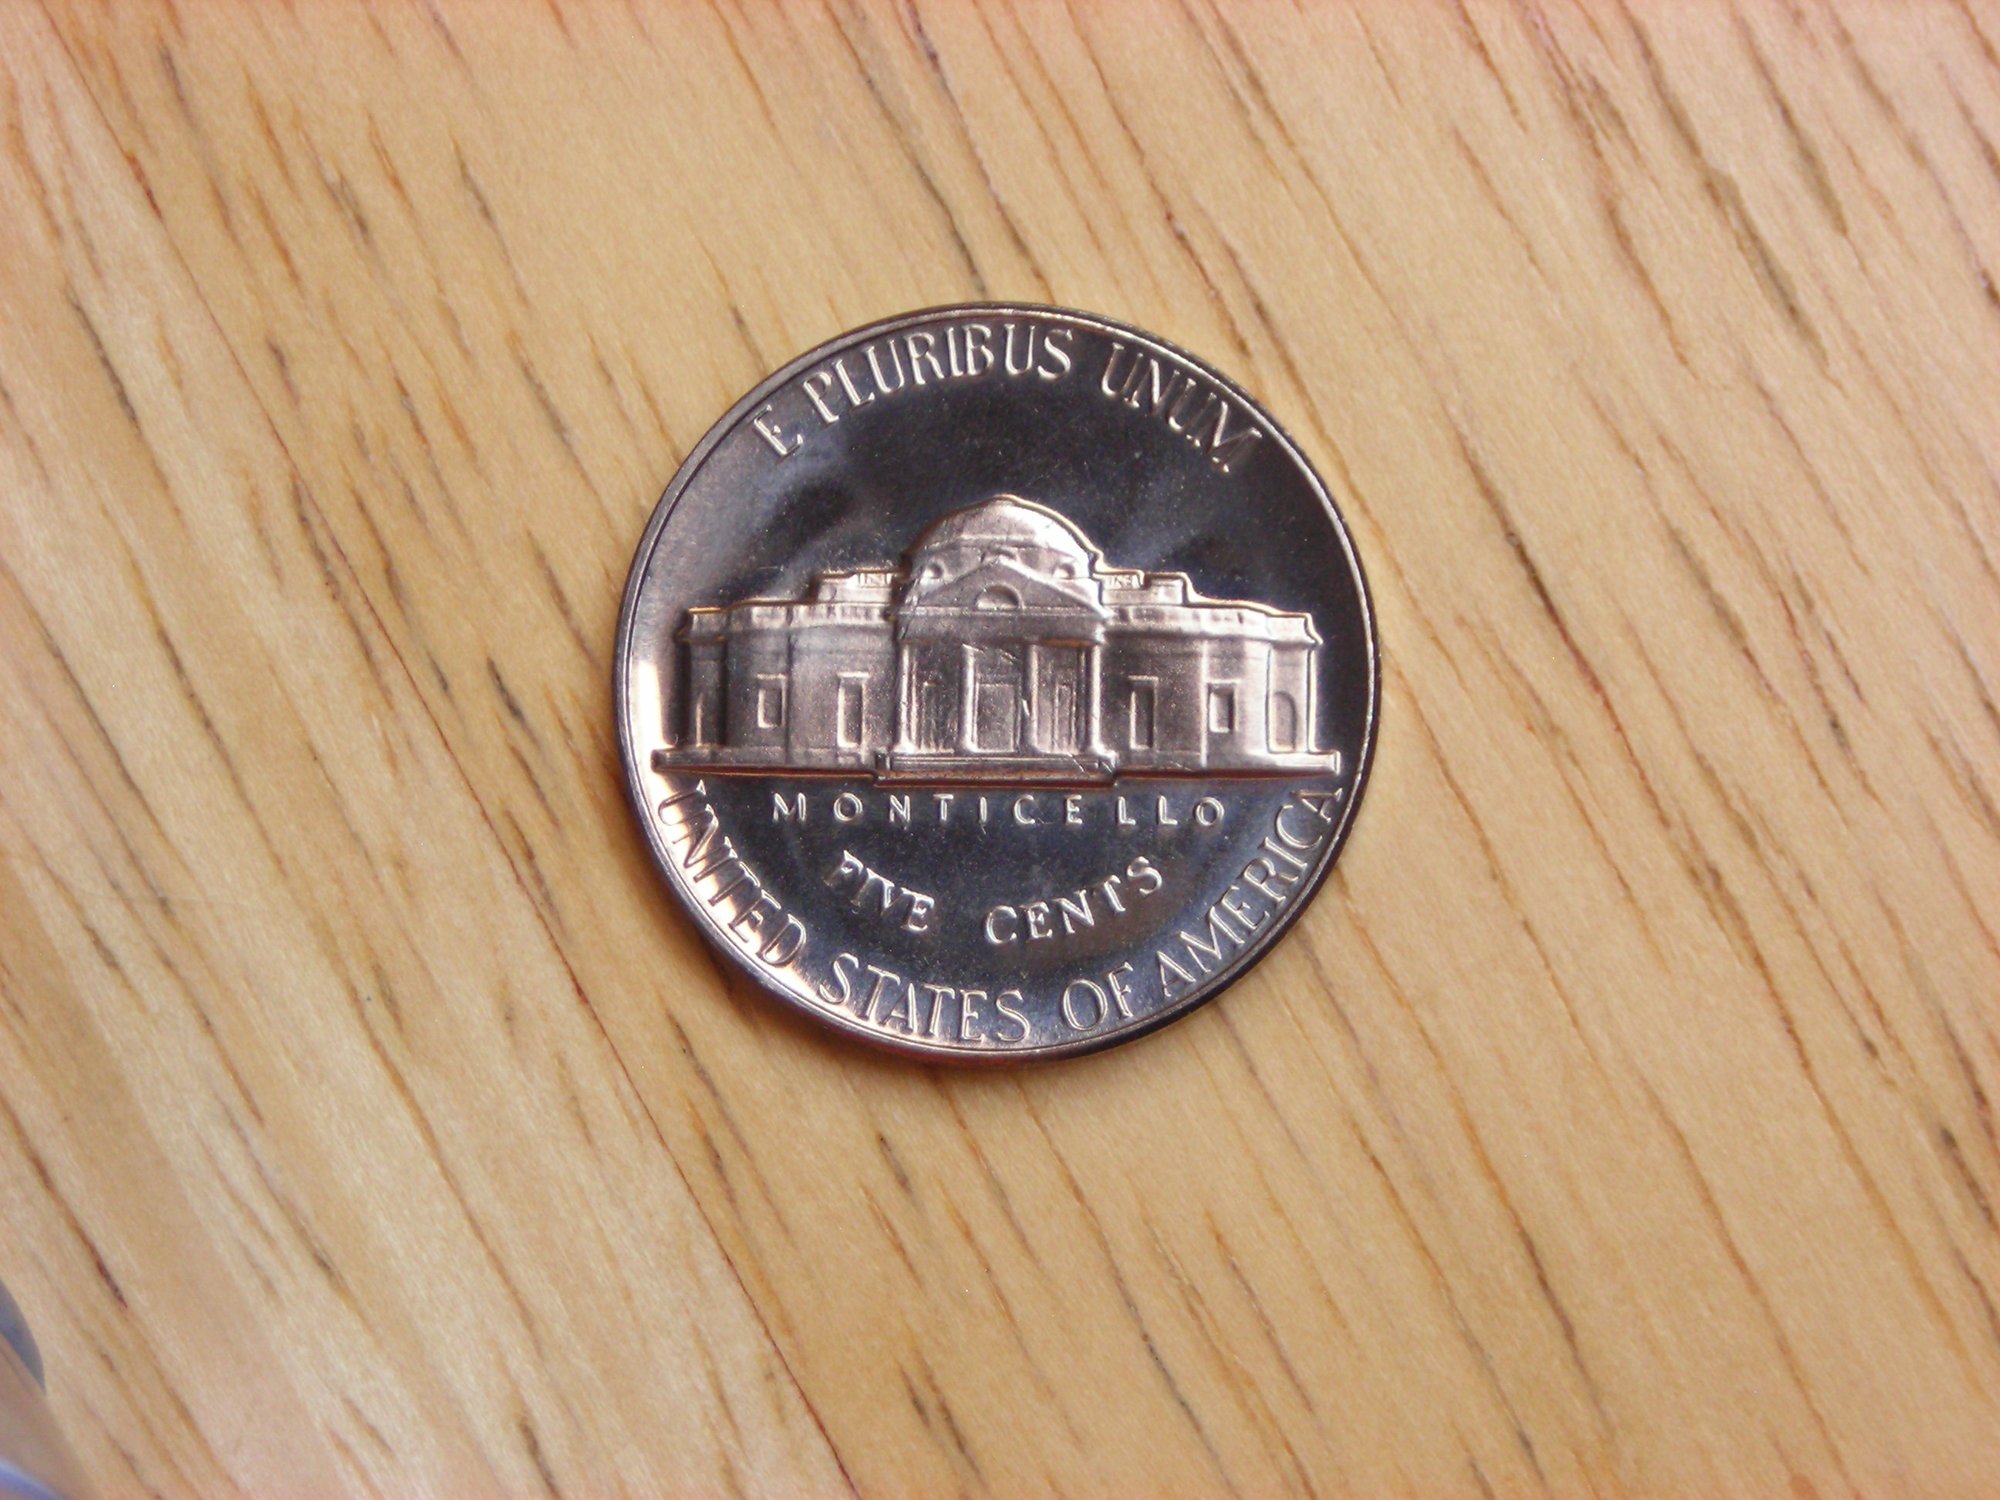 E PLURIBUS UNUM
MONTICELLO
FIVE CENTS
UNITED STATES OF AMERICA